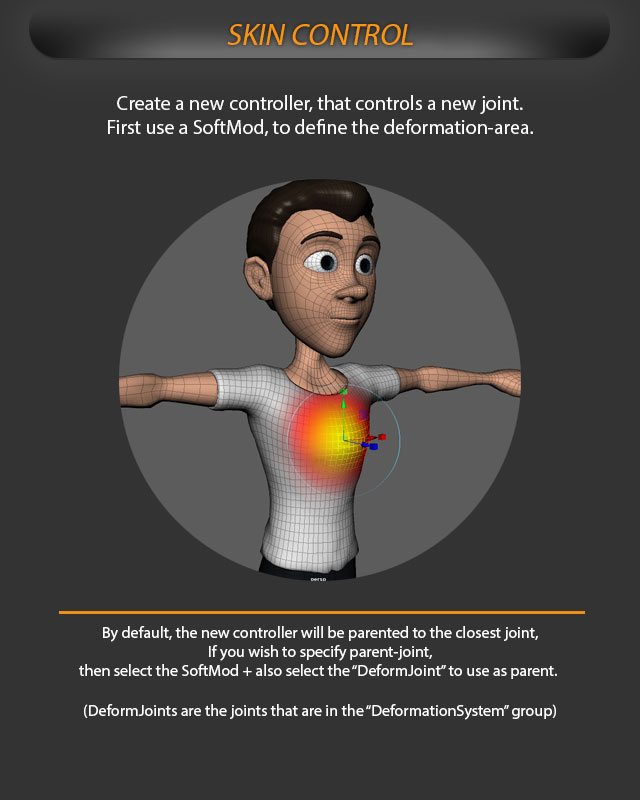 SKIN CONTROL
Create a new controller, that controls a new joint.
First use a SoftMod, to define the deformation-area.
persp
By default, the new controller will be parented to the closest joint,
If you wish to specify parent-joint,
then select the SoftMod + also select the “DeformJoint” to use as parent.
(DeformJoints are the joints that are in the “DeformationSystem” group)